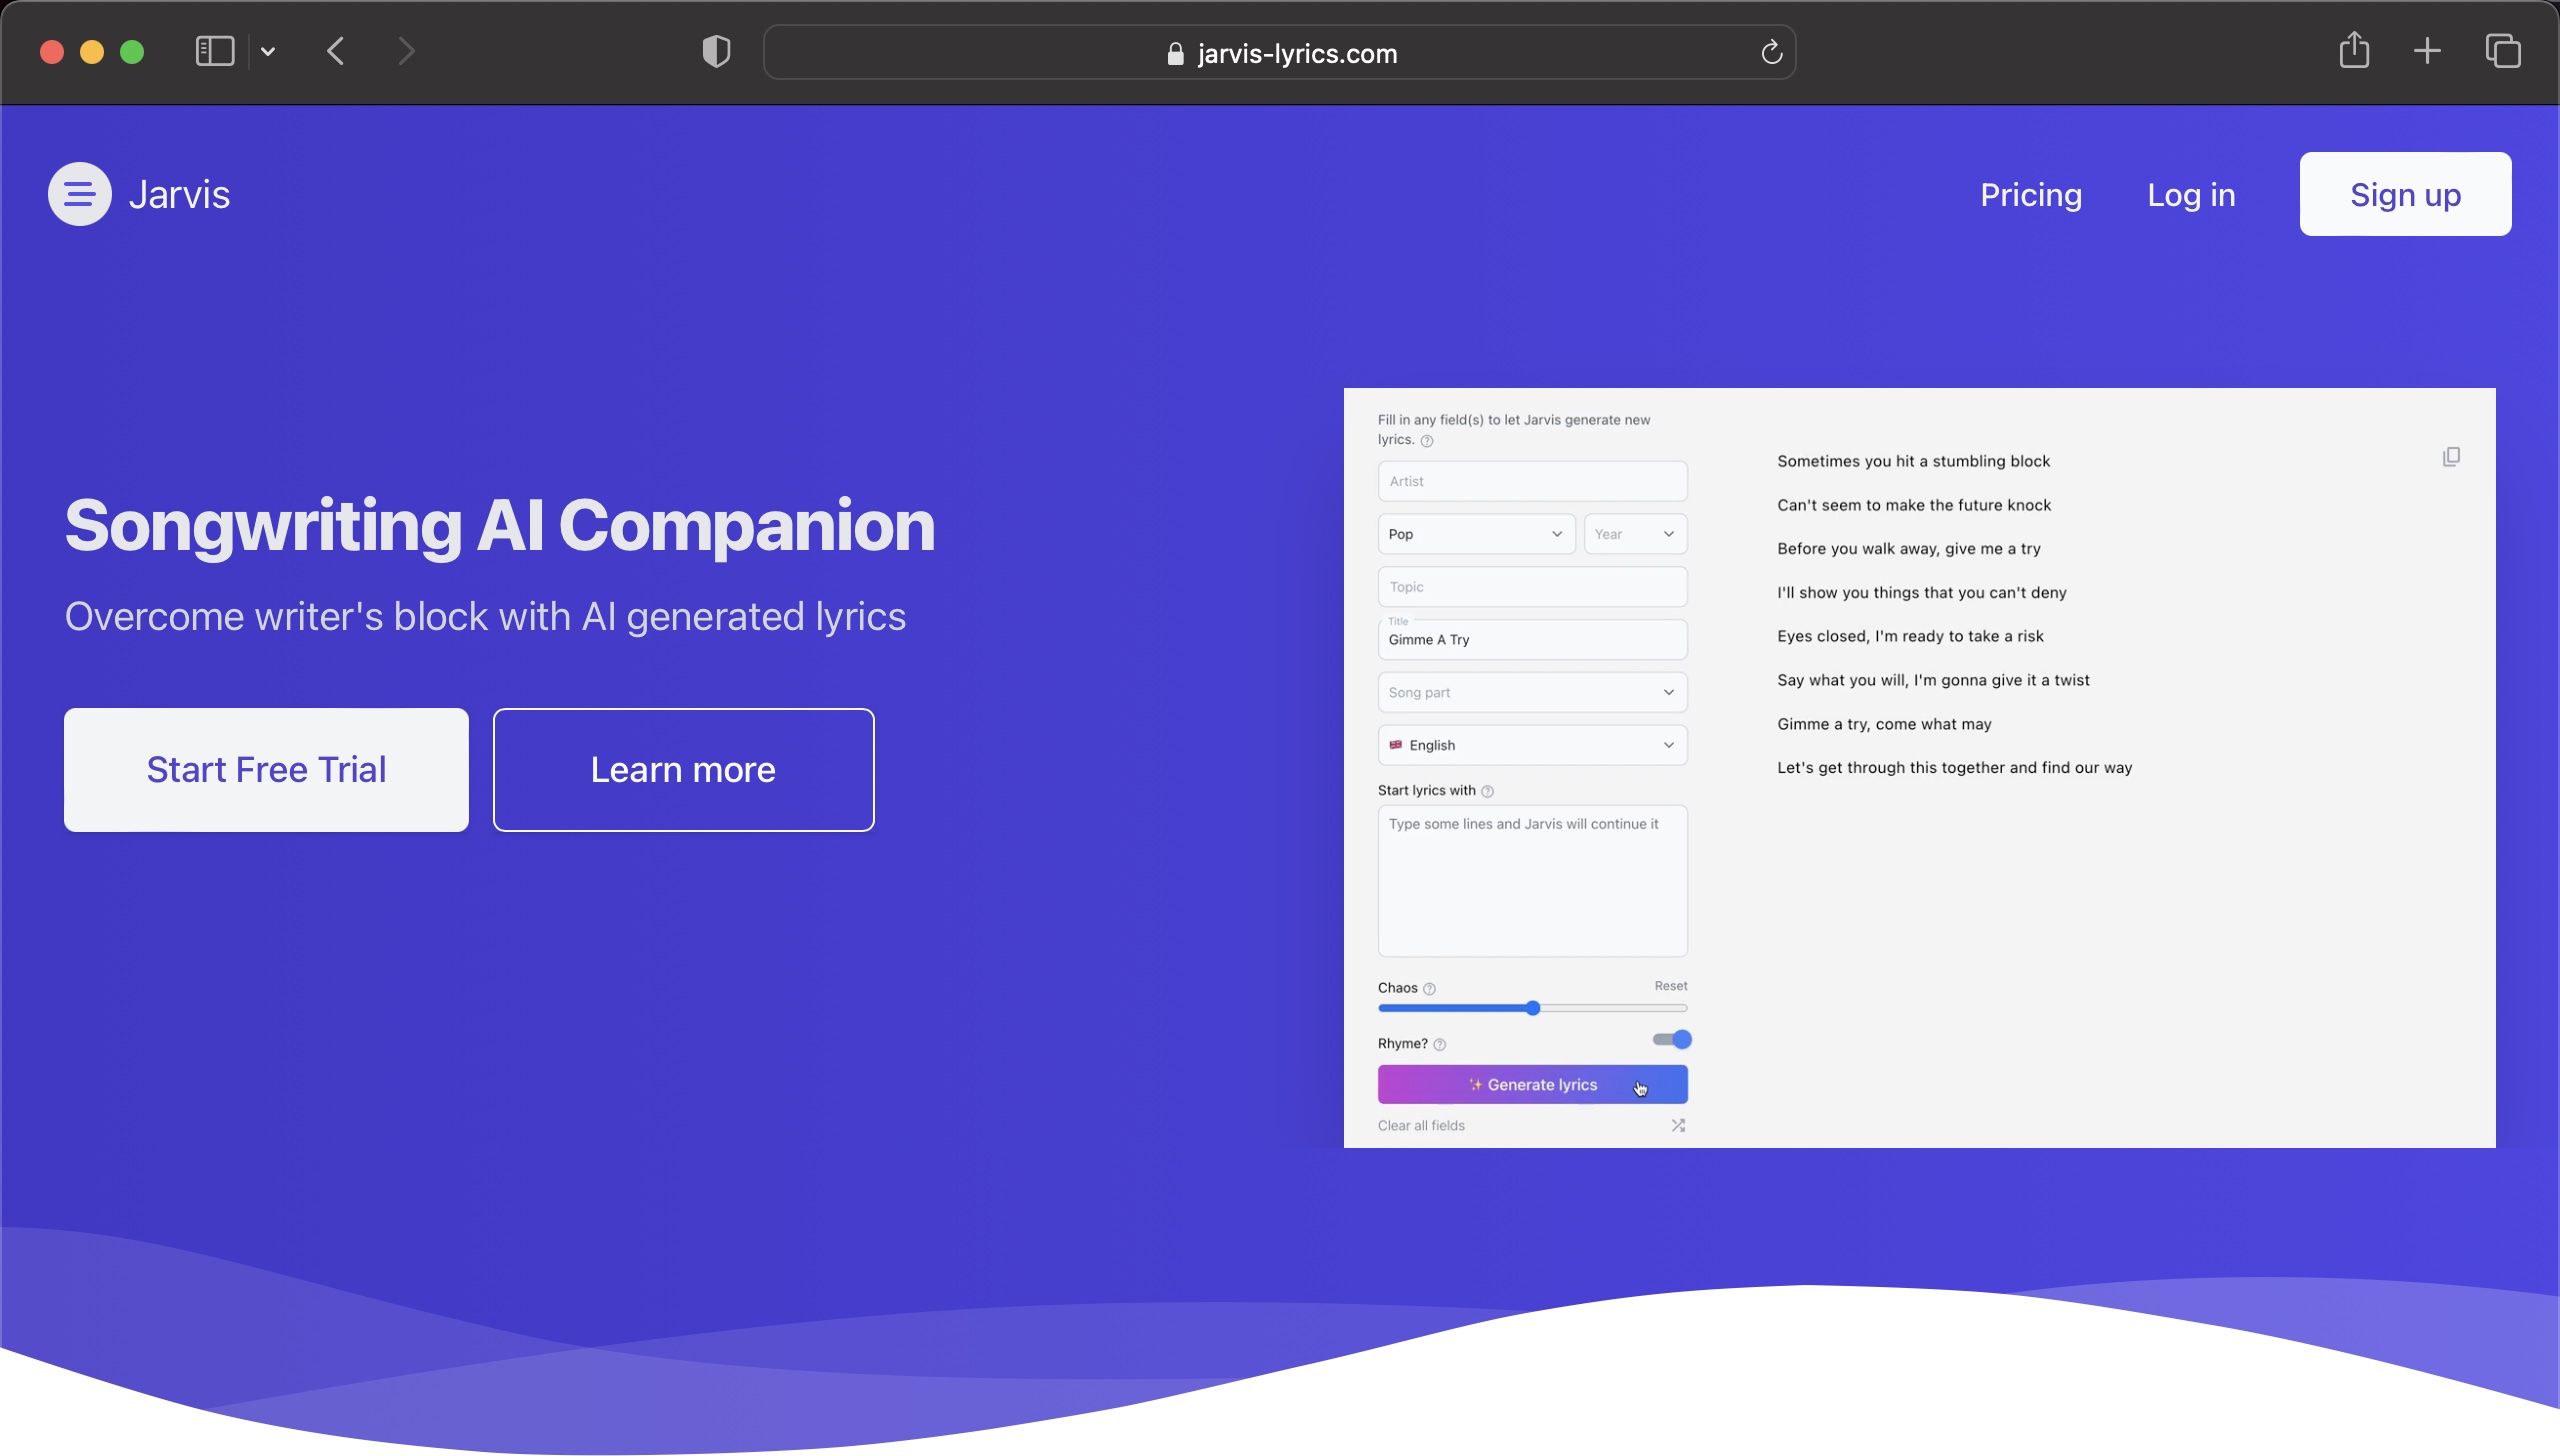 jarvis-lyrics.com
Jarvis
Pricing
Log in
Sign up
Songwriting AI Companion
Overcome writer's block with AI generated lyrics
Start Free Trial
Learn more
Fill in any field(s) to let Jarvis generate new
lyrics.
Artist
Pop
Year
Topic
Title
Gimme A Try
Song part
English
Start lyrics with
Type some lines and Jarvis will continue it
Chaos
Reset
Rhyme?
✨ Generate lyrics
Clear all fields
Sometimes you hit a stumbling block
Can't seem to make the future knock
Before you walk away, give me a try
I'll show you things that you can't deny
Eyes closed, I'm ready to take a risk
Say what you will, I'm gonna give it a twist
Gimme a try, come what may
Let's get through this together and find our way